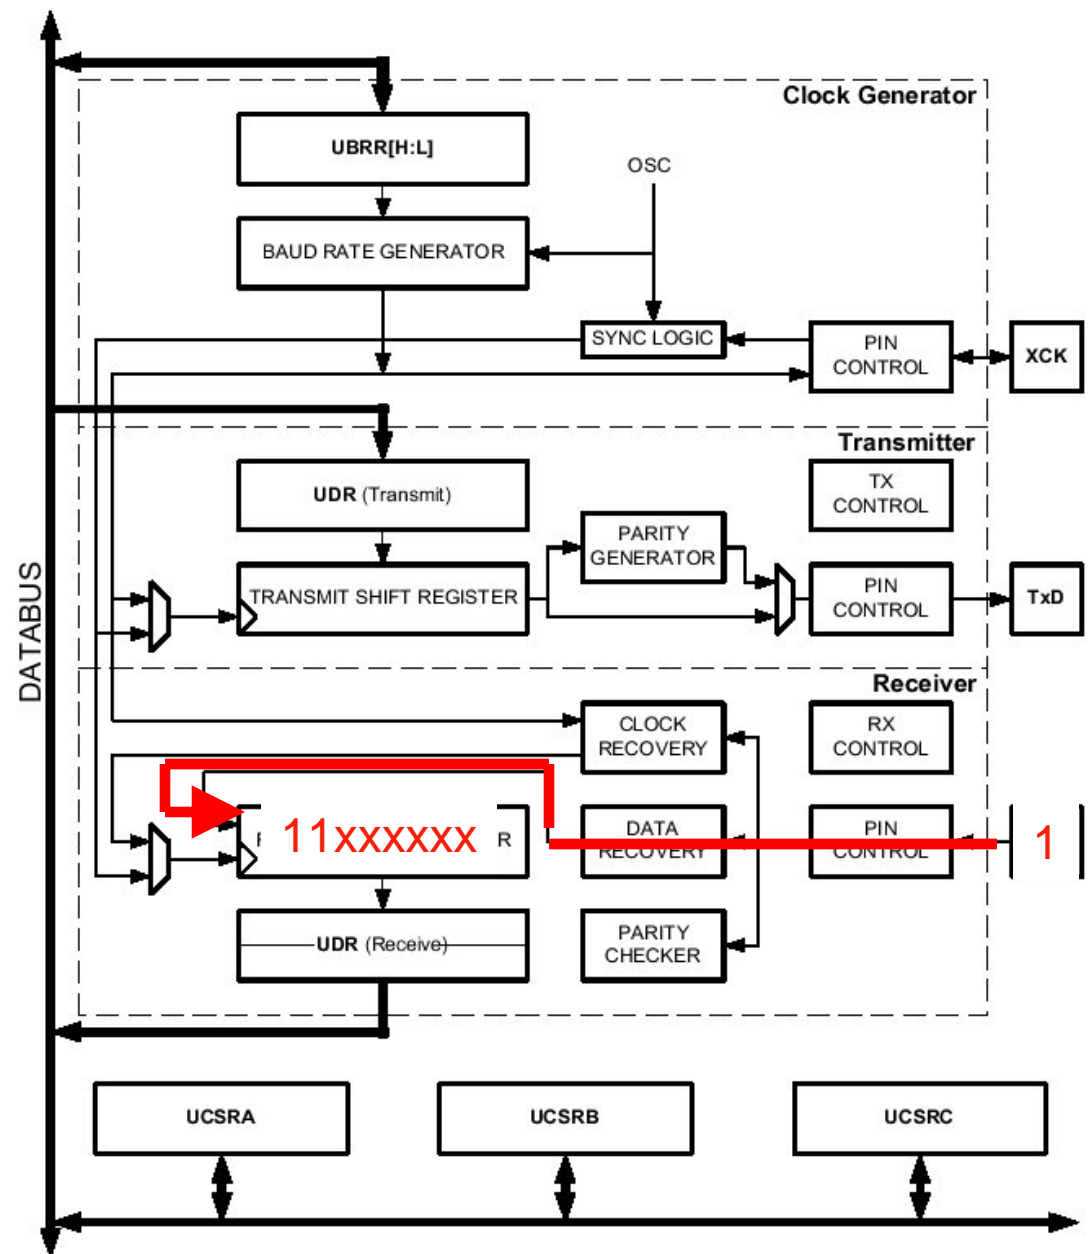 Clock Generator
UBRR[H:L]
OSC
BAUD RATE GENERATOR
SYNC LOGIC
PIN
CONTROL
XCK
Transmitter
TX
CONTROL
UDR (Transmit)
PARITY
GENERATOR
TRANSMIT SHIFT REGISTER
PIN
CONTROL
TxD
DATABUS
Receiver
CLOCK
RECOVERY
RX
CONTROL
11xxxxxx
R
DATA
RECOVERY
PIN
CONTROL
1
UDR (Receive)
PARITY
CHECKER
UCSRA
UCSRB
UCSRC